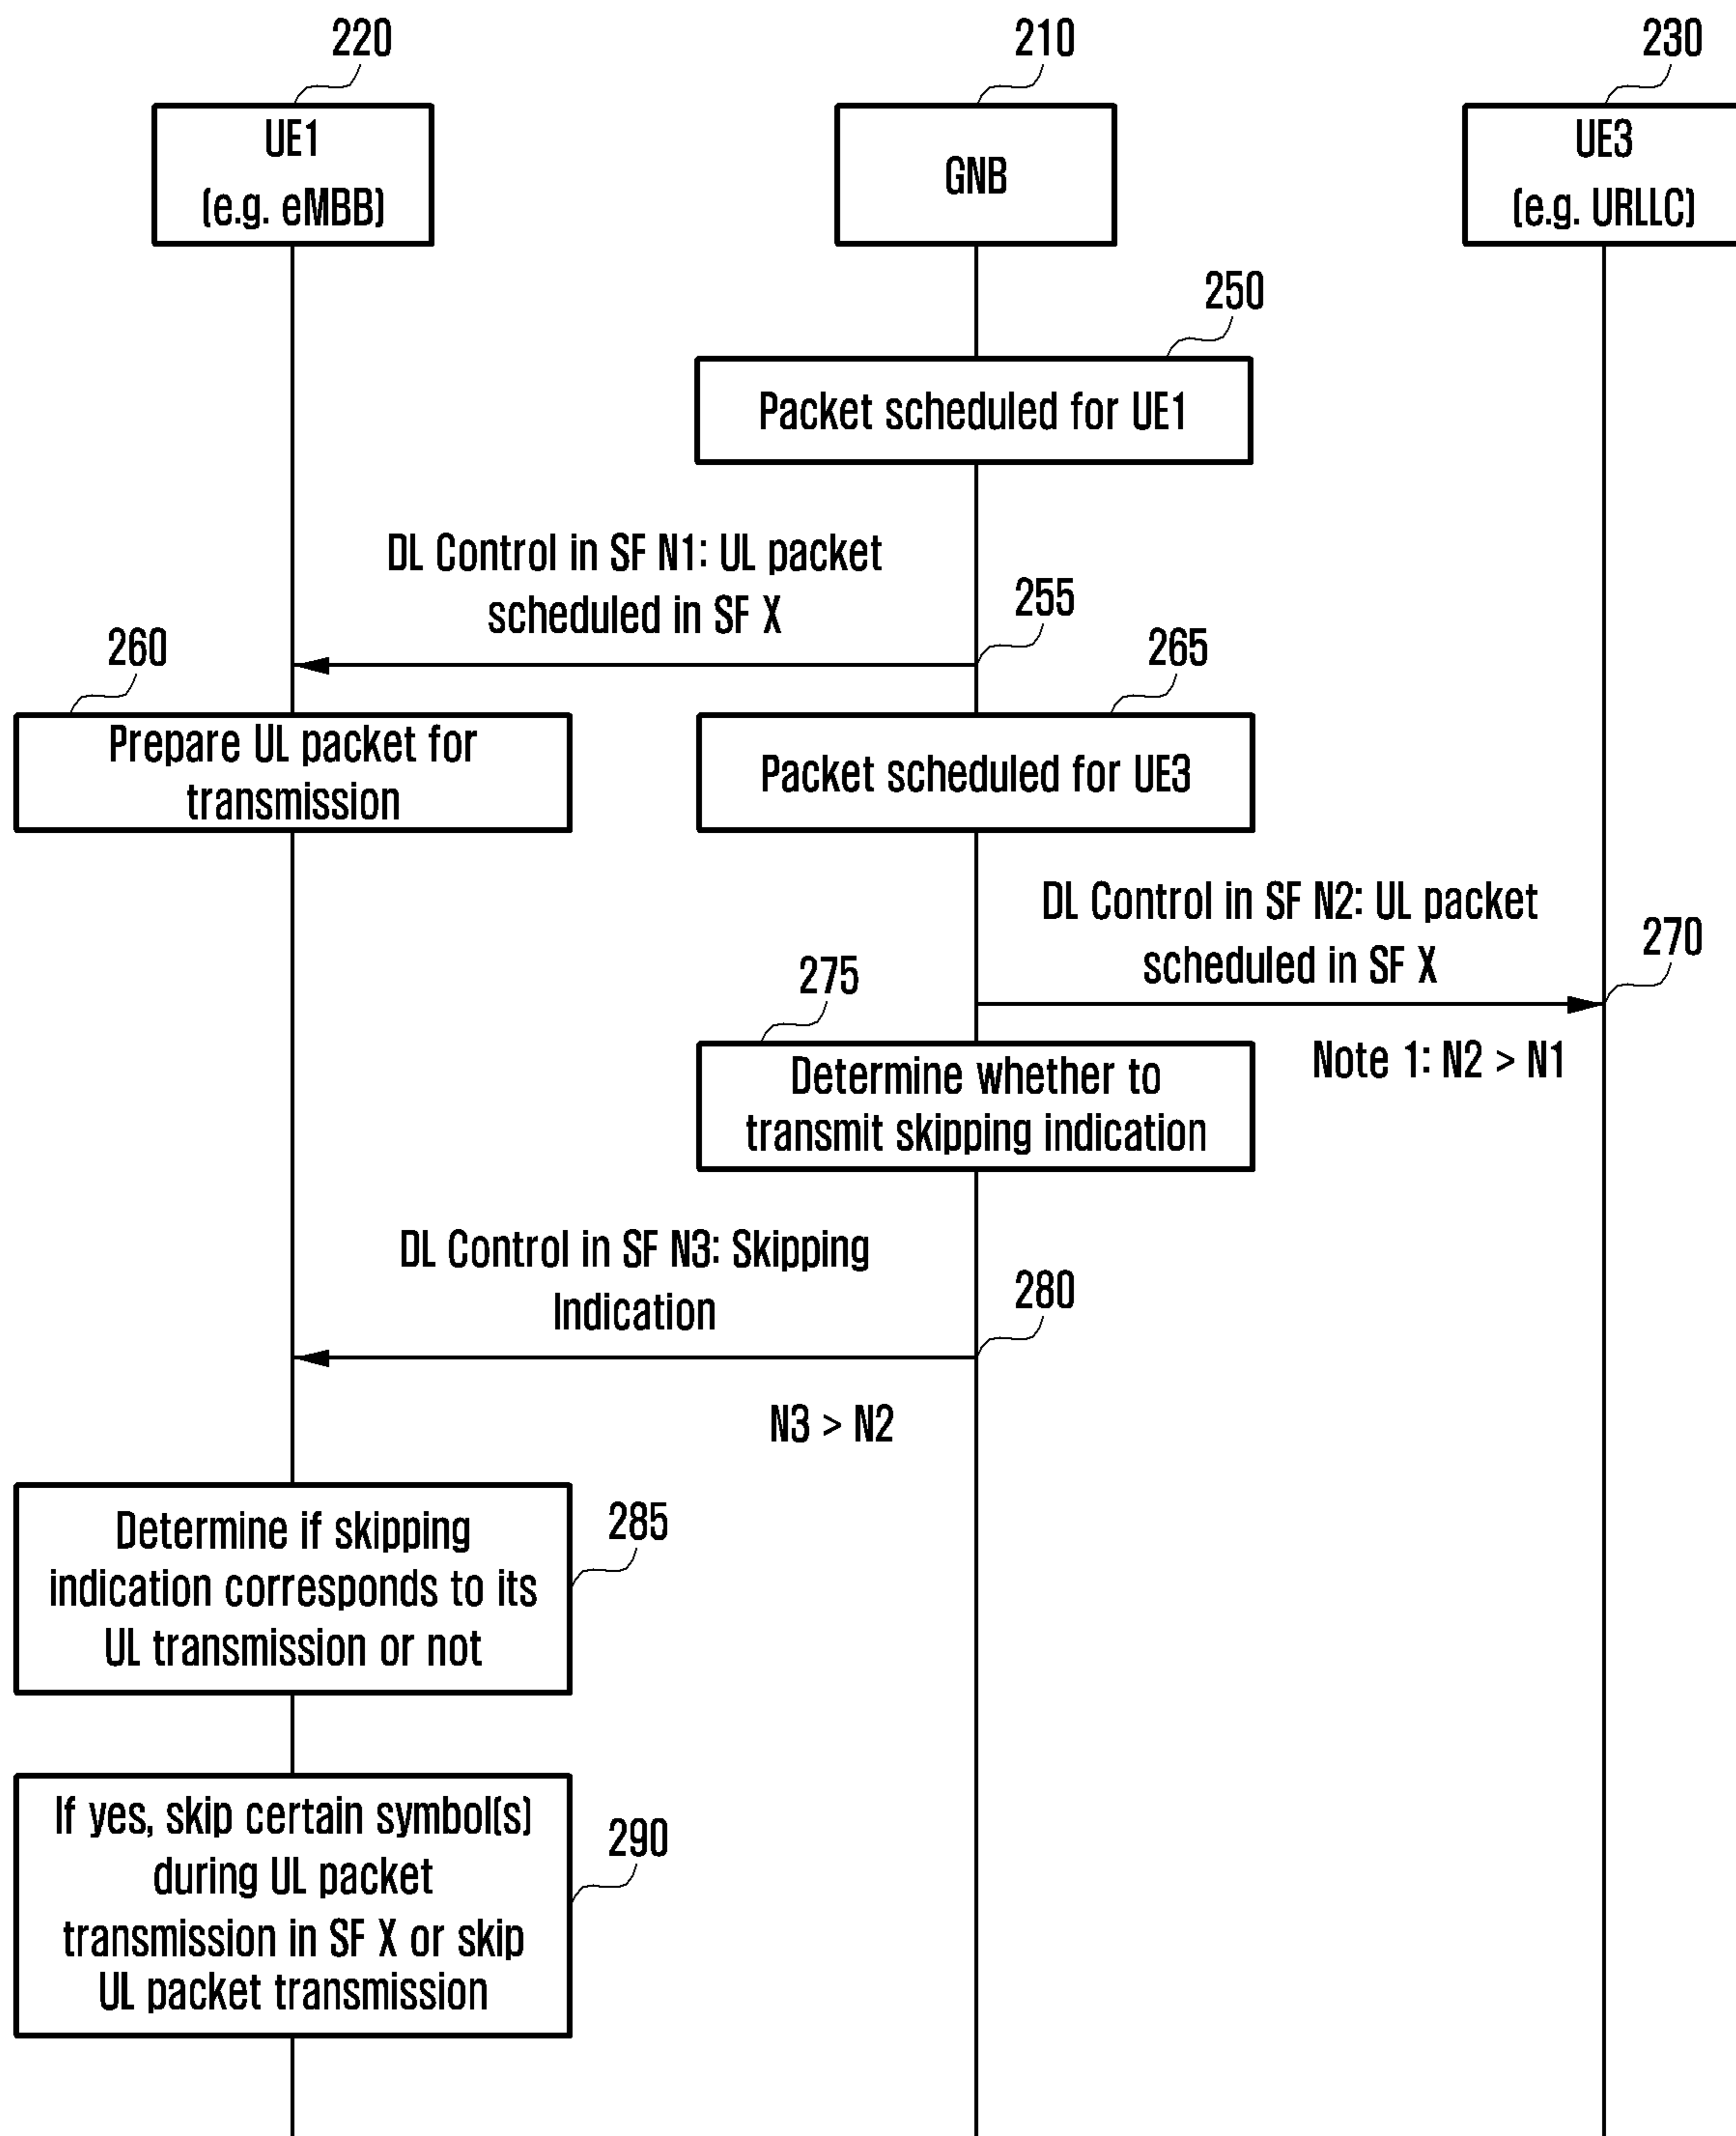 220
210
230
UE1
(e.g. eMBB)
GNB
UE3
(e.g. URLLC)
250
Packet scheduled for UE1
DL Control in SF N1: UL packet
scheduled in SF X
255
260
265
Prepare UL packet for
transmission
Packet scheduled for UE3
DL Control in SF N2: UL packet
scheduled in SF X
270
275
Note 1: N2 > N1
Determine whether to
transmit skipping indication
DL Control in SF N3: Skipping
Indication
280
N3 > N2
Determine if skipping
indication corresponds to its
UL transmission or not
285
If yes, skip certain symbol(s)
during UL packet
transmission in SF X or skip
UL packet transmission
290